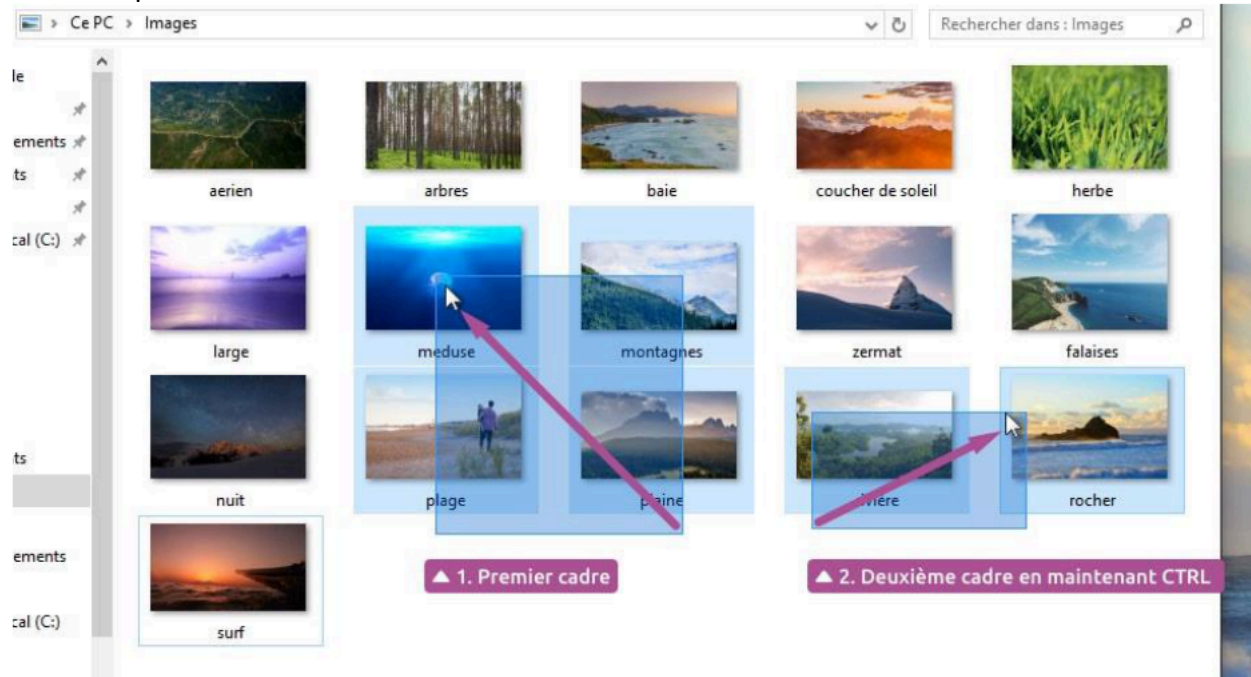 Ce PC > Images
Rechercher dans : Images
le
ements
ts
cal (C:)
aerien
arbres
baie
coucher de soleil
herbe
large
meduse
montagnes
zermat
falaises
nuit
plage
plaine
rivière
rocher
surf
ts
ements
cal (C:)
1. Premier cadre
2. Deuxième cadre en maintenant CTRL